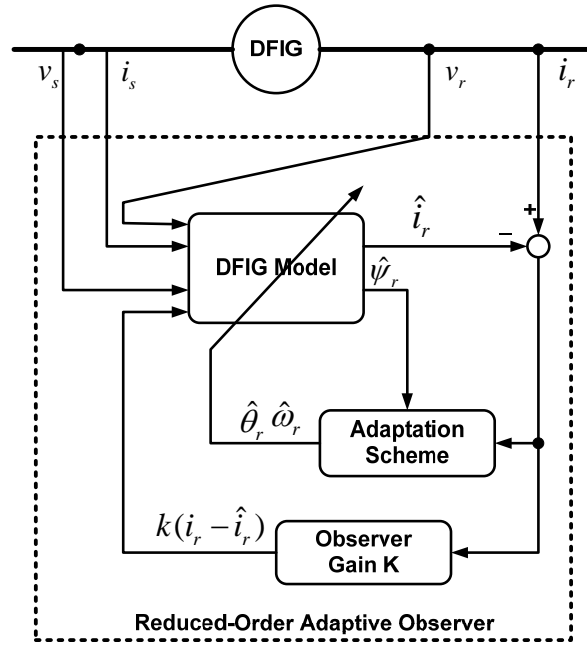 DFIG
v_s i_s v_r i_r
+
î_r −
DFIG Model
ψ̂_r
θ̂_r ω̂_r
Adaptation
Scheme
k(i_r − î_r)
Observer
Gain K
Reduced-Order Adaptive Observer